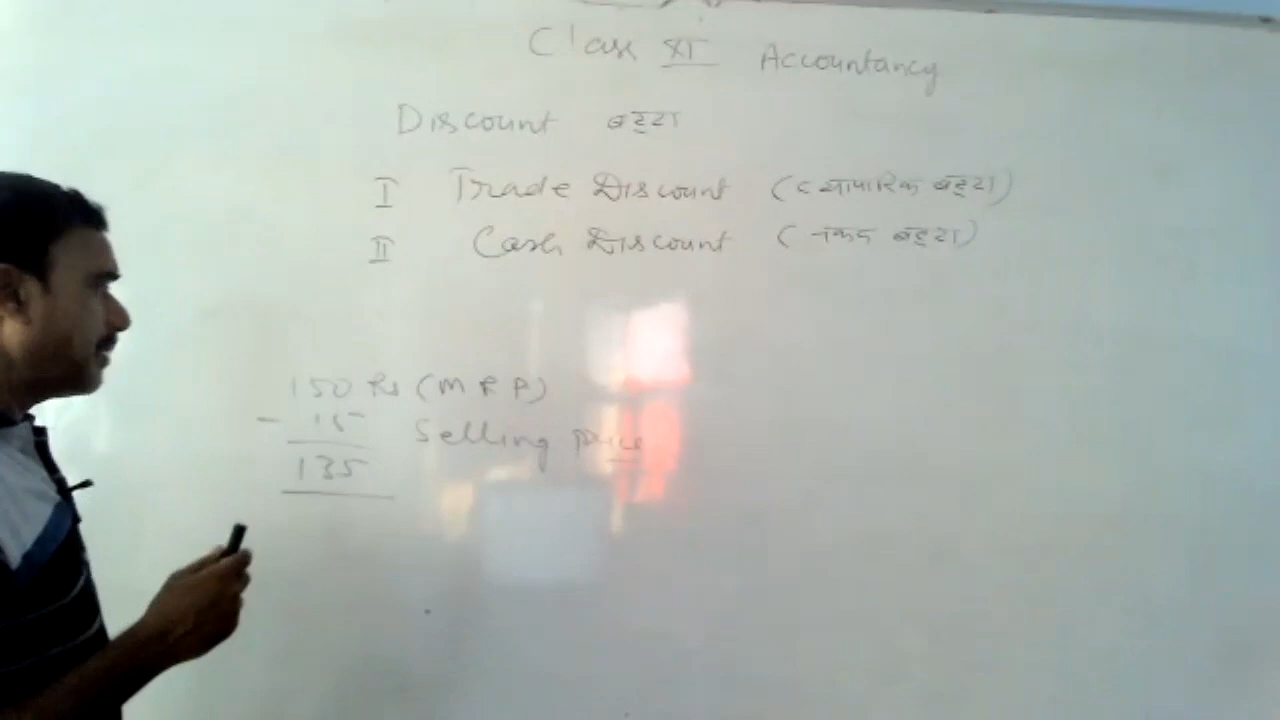 Class XI Accountancy
Discount बट्टा
I Trade Discount (व्यापारिक बट्टा)
II Cash Discount (नकद बट्टा)
150 Rs (MRP)
- 15 Selling price
135